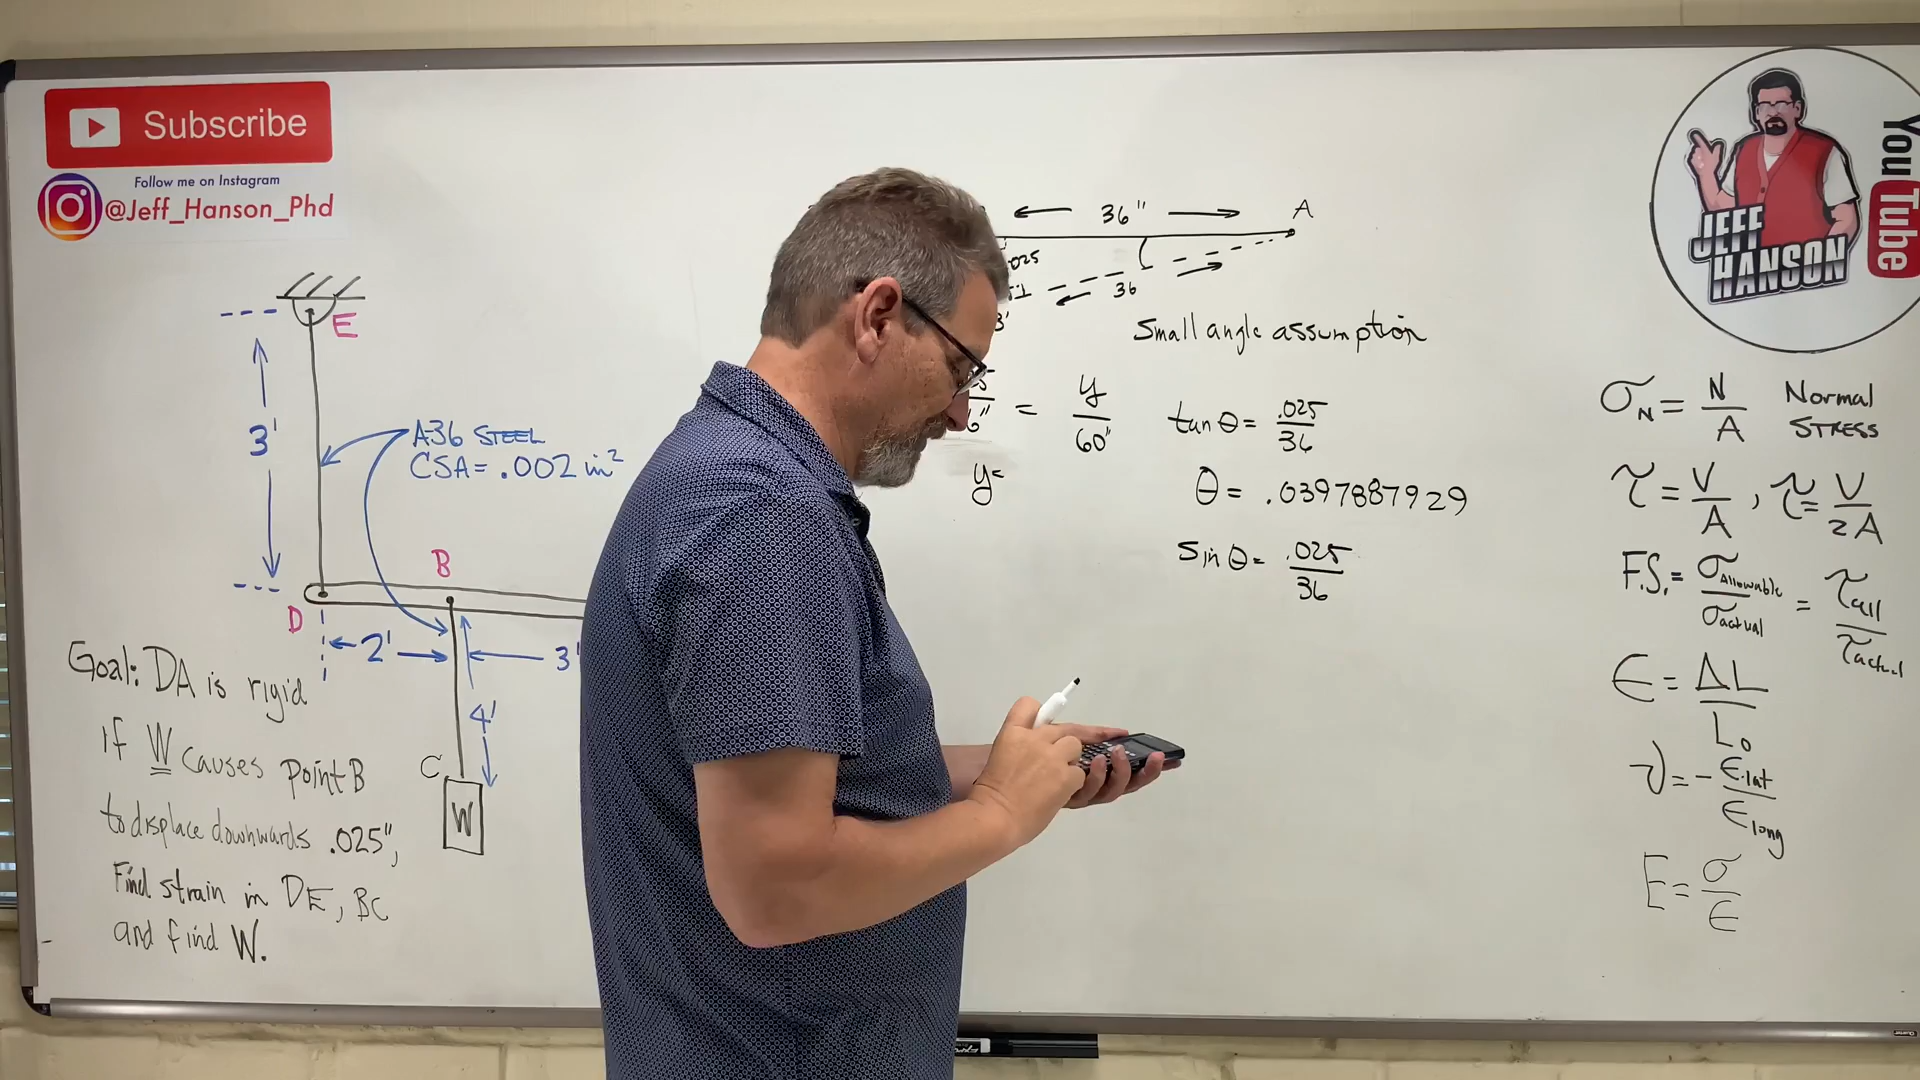 Subscribe
Follow me on Instagram
@Jeff_Hanson_Phd
E
3'
A-36 STEEL
CSA = .002 in²
B
D
2'
3'
4'
C
W
Goal: DA is rigid
If W causes point B
to displace downwards .025",
Find strain in DE, BC
and find W.
36" A
.025
36
Small angle assumption
= y/60"
y=
tan θ = .025/36
θ = .0397887929
sin θ = .025/36
JEFF
HANSON
YouTube
σN = N/A Normal STRESS
τ = V/A , τ = V/2A
F.S. = σAllowable/σactual = τall/τactual
ϵ = ΔL/L₀
ν = - ϵlat/ϵlong
E = σ/ϵ